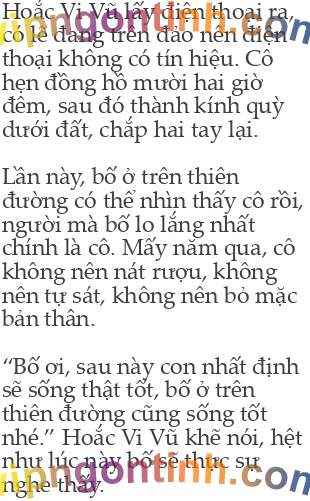 Hoắc Vi Vũ lấy điện thoại ra,
có lẽ đang trên đảo nên điện
thoại không có tín hiệu. Cô
hẹn đồng hồ mười hai giờ
đêm, sau đó thành kính quỳ
dưới đất, chắp hai tay lại.
Lần này, bố ở trên thiên
đường có thể nhìn thấy cô rồi,
người mà bố lo lắng nhất
chính là cô. Mấy năm qua, cô
không nên nát rượu, không
nên tự sát, không nên bỏ mặc
bản thân.
“Bố ơi, sau này con nhất định
sẽ sống thật tốt, bố ở trên
thiên đường cũng sống tốt
nhé.” Hoắc Vi Vũ khẽ nói, hệt
như lúc này bố sẽ thực sự
nghe thấy.
vipngontinh.com
vipngontinh.com